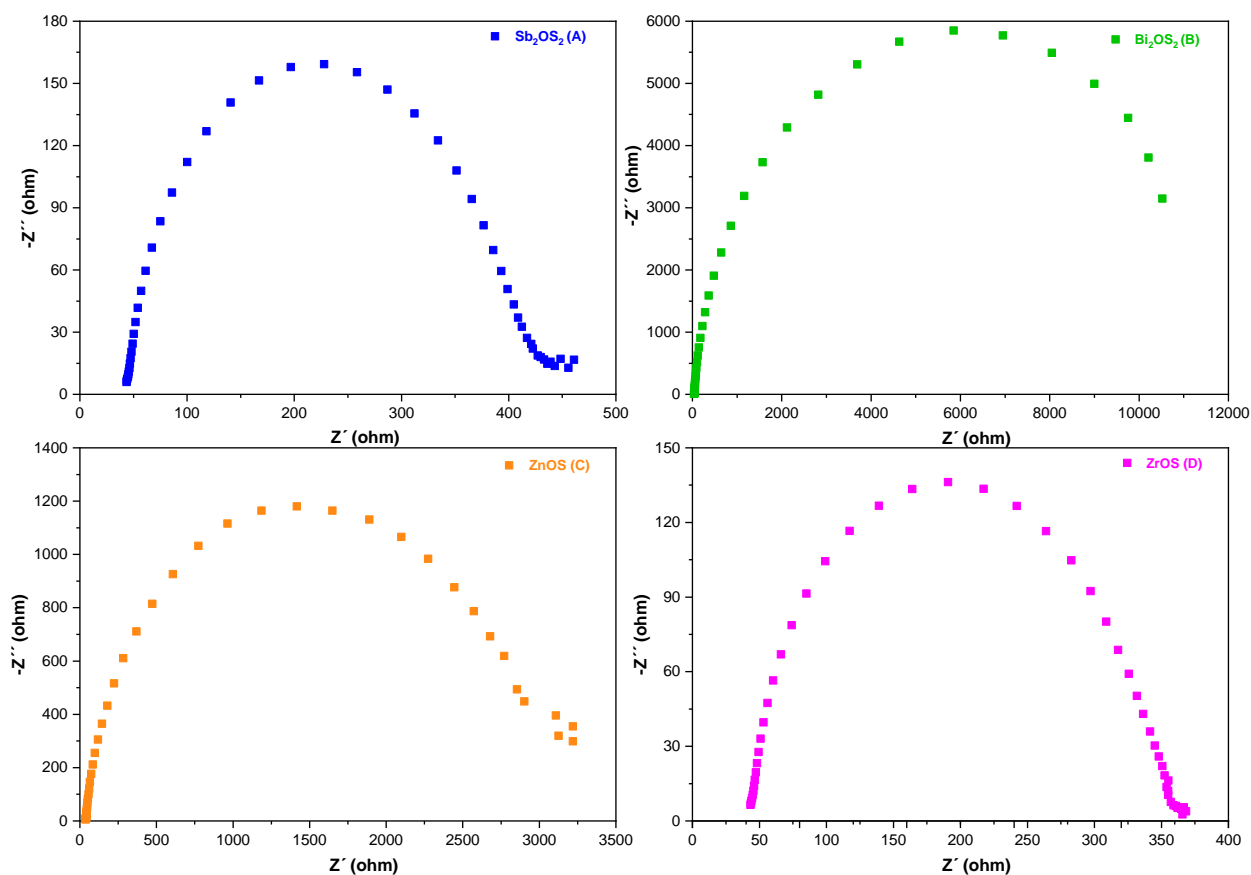 180
150
120
90
60
30
0
-Z´´ (ohm)
Sb₂OS₂ (A)
0 100 200 300 400 500
Z´ (ohm)
6000
5000
4000
3000
2000
1000
0
-Z´´ (ohm)
Bi₂OS₂ (B)
0 2000 4000 6000 8000 10000 12000
Z´ (ohm)
1400
1200
1000
800
600
400
200
0
-Z´´ (ohm)
ZnOS (C)
0 500 1000 1500 2000 2500 3000 3500
Z´ (ohm)
150
120
90
60
30
0
-Z´´ (ohm)
ZrOS (D)
0 50 100 150 200 250 300 350 400
Z´ (ohm)